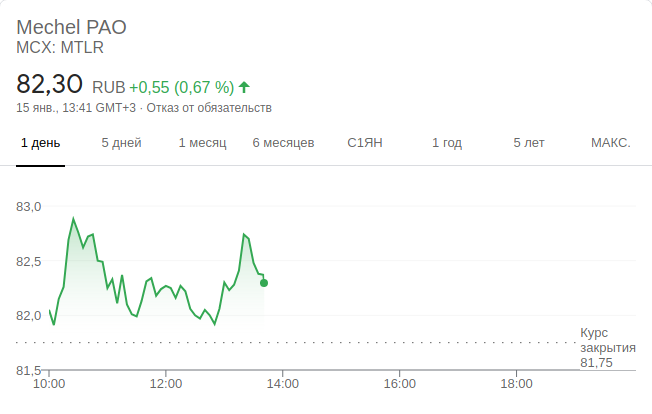 Mechel PAO
MCX: MTLR
82,30 RUB +0,55 (0,67 %)
15 янв., 13:41 GMT+3 · Отказ от обязательств
1 день 5 дней 1 месяц 6 месяцев С1ЯН 1 год 5 лет МАКС.
83,0
82,5
82,0
Курс
закрытия
81,75
81,5
10:00 12:00 14:00 16:00 18:00